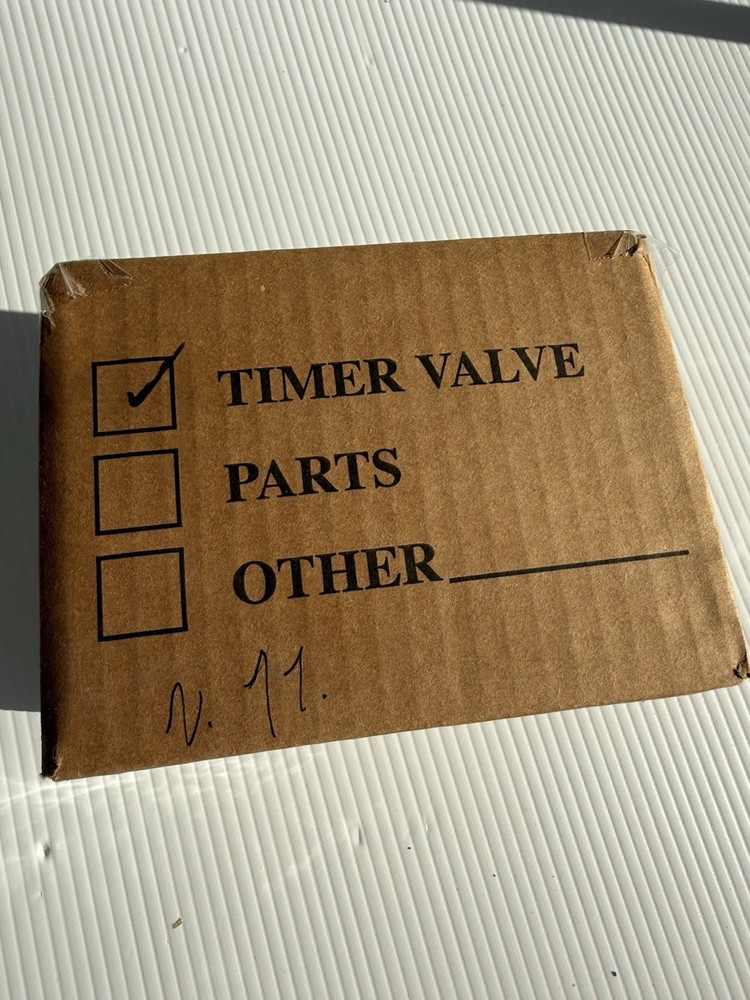 TIMER VALVE
PARTS
OTHER
N. 11.